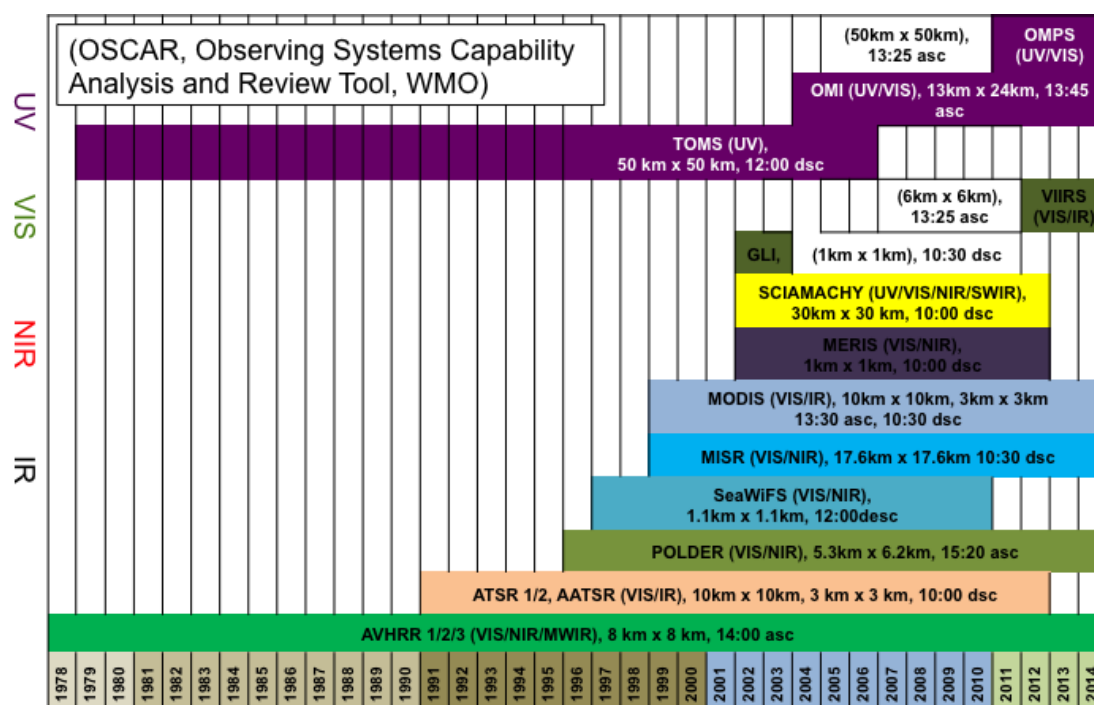 (OSCAR, Observing Systems Capability
Analysis and Review Tool, WMO)
(50km x 50km),
13:25 asc
OMPS
(UV/VIS)
OMI (UV/VIS), 13km x 24km, 13:45
asc
UV
TOMS (UV),
50 km x 50 km, 12:00 dsc
VIS
(6km x 6km),
13:25 asc
VIIRS
(VIS/IR)
GLI,
(1km x 1km), 10:30 dsc
SCIAMACHY (UV/VIS/NIR/SWIR),
30km x 30 km, 10:00 dsc
NIR
MERIS (VIS/NIR),
1km x 1km, 10:00 dsc
MODIS (VIS/IR), 10km x 10km, 3km x 3km
13:30 asc, 10:30 dsc
IR
MISR (VIS/NIR), 17.6km x 17.6km 10:30 dsc
SeaWiFS (VIS/NIR),
1.1km x 1.1km, 12:00desc
POLDER (VIS/NIR), 5.3km x 6.2km, 15:20 asc
ATSR 1/2, AATSR (VIS/IR), 10km x 10km, 3 km x 3 km, 10:00 dsc
AVHRR 1/2/3 (VIS/NIR/MWIR), 8 km x 8 km, 14:00 asc
1978
1979
1980
1981
1982
1983
1984
1985
1986
1987
1988
1989
1990
1991
1992
1993
1994
1995
1996
1997
1998
1999
2000
2001
2002
2003
2004
2005
2006
2007
2008
2009
2010
2011
2012
2013
2014